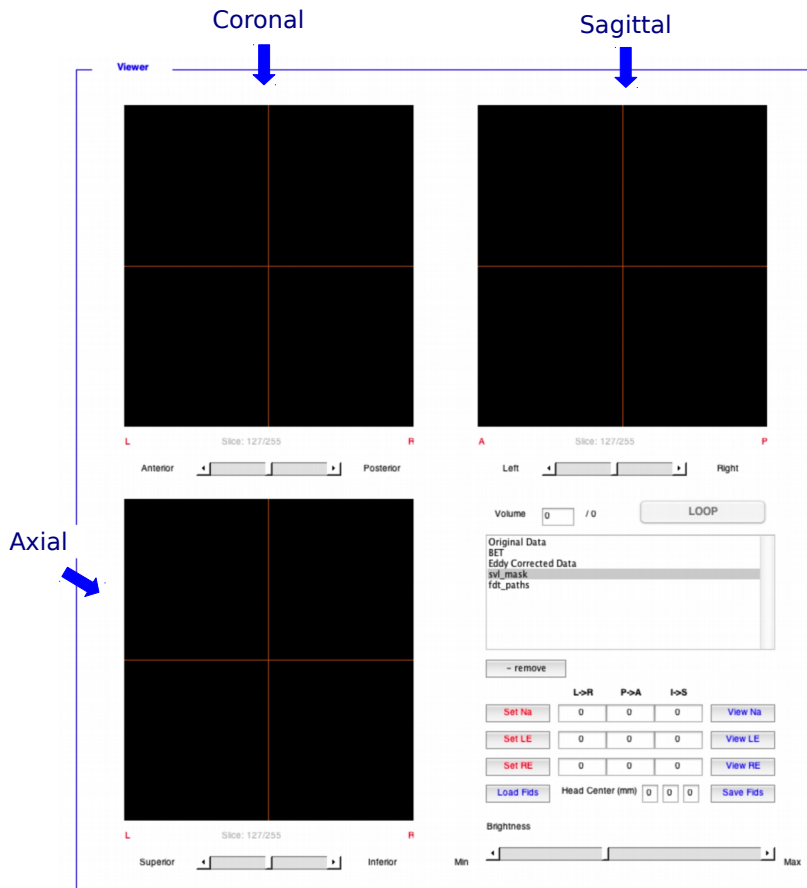 Coronal
Sagittal
Viewer
L Slice: 127/255 R
A Slice: 127/255 P
Anterior Posterior
Left Right
Axial
Volume 0 / 0 LOOP
Original Data
BET
Eddy Corrected Data
svl_mask
fdt_paths
- remove
L->R P->A I->S
Set Na 0 0 0 View Na
Set LE 0 0 0 View LE
Set RE 0 0 0 View RE
Load Fids Head Center (mm) 0 0 0 Save Fids
Brightness
L Slice: 127/255 R
Superior Inferior
Min Max